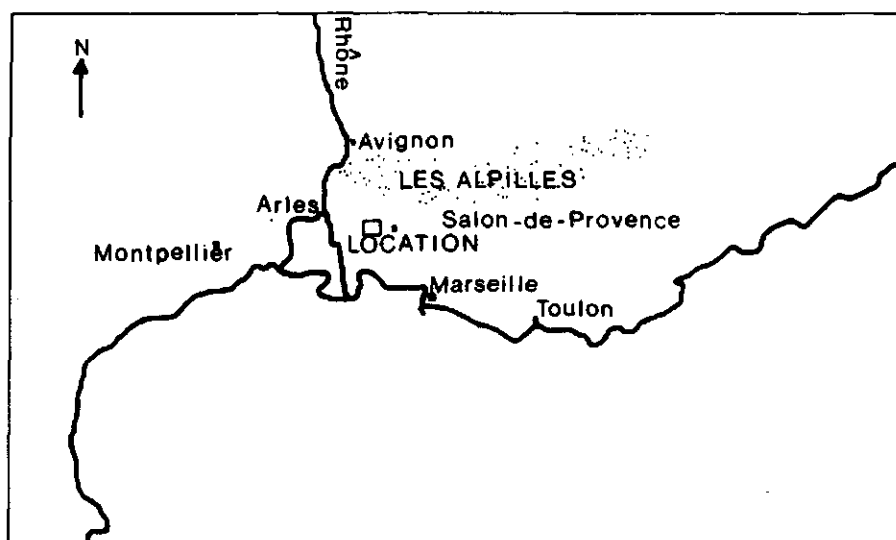 N
Rhône
Avignon
LES ALPILLES
Arles
Salon-de-Provence
Montpellier
LOCATION
Marseille
Toulon